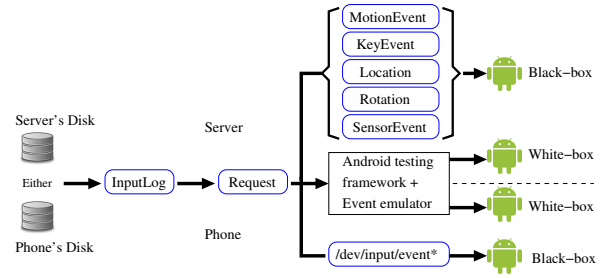 MotionEvent
KeyEvent
Location
Rotation
SensorEvent
Black−box
Server's Disk
Server
Either
InputLog
Request
Android testing
framework +
Event emulator
White−box
White−box
Phone's Disk
Phone
/dev/input/event*
Black−box